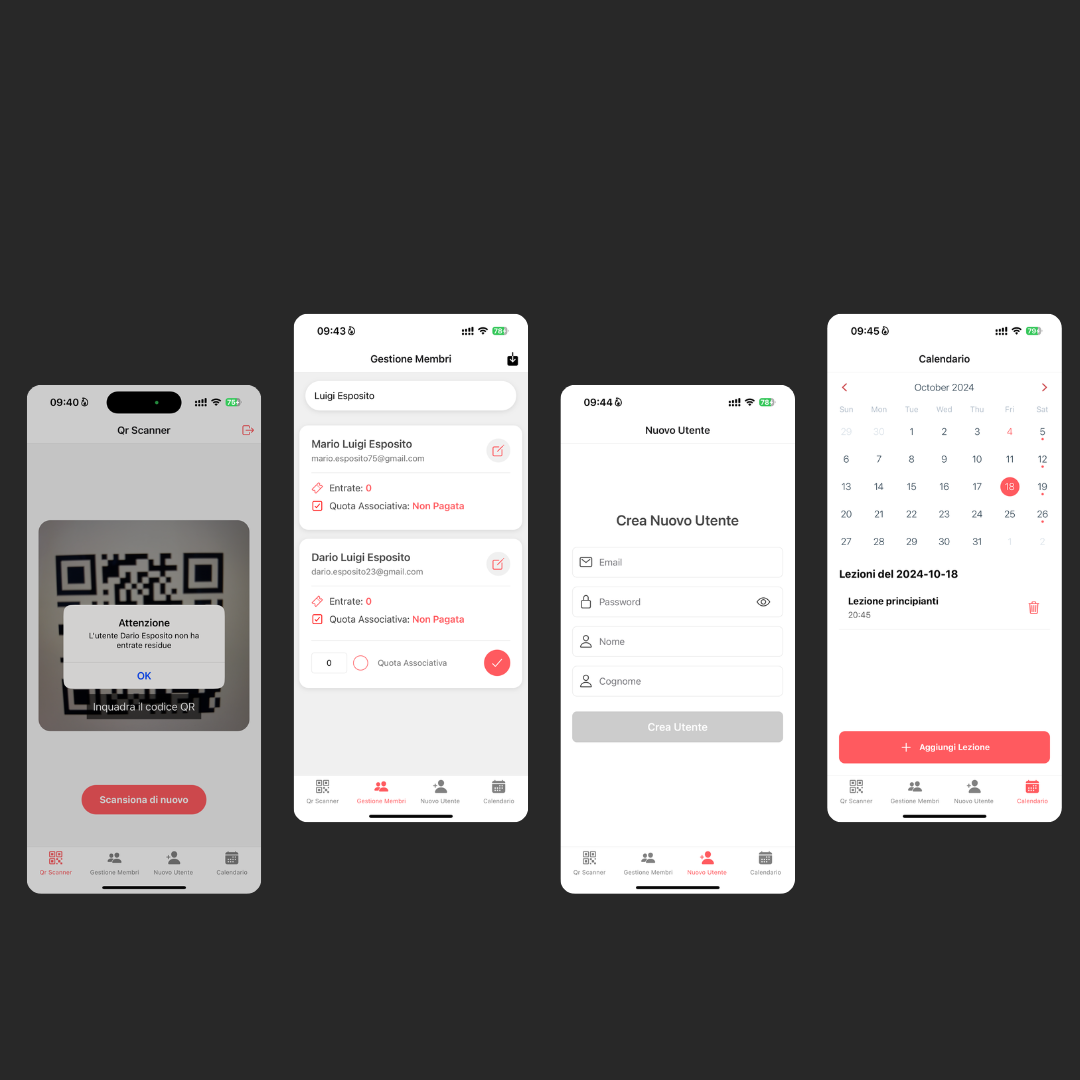 09:40
75
Qr Scanner
Attenzione
L'utente Dario Esposito non ha
entrate residue
OK
Inquadra il codice QR
Scansiona di nuovo
Qr Scanner
Gestione Membri
Nuovo Utente
Calendario
09:43
78
Gestione Membri
Luigi Esposito
Mario Luigi Esposito
mario.esposito75@gmail.com
Entrate: 0
Quota Associativa: Non Pagata
Dario Luigi Esposito
dario.esposito23@gmail.com
Entrate: 0
Quota Associativa: Non Pagata
0 Quota Associativa
Qr Scanner
Gestione Membri
Nuovo Utente
Calendario
09:44
78
Nuovo Utente
Crea Nuovo Utente
Email
Password
Nome
Cognome
Crea Utente
Qr Scanner
Gestione Membri
Nuovo Utente
Calendario
09:45
79
Calendario
October 2024
Sun Mon Tue Wed Thu Fri Sat
29 30 1 2 3 4 5
6 7 8 9 10 11 12
13 14 15 16 17 18 19
20 21 22 23 24 25 26
27 28 29 30 31 1 2
Lezioni del 2024-10-18
Lezione principianti
20:45
+ Aggiungi Lezione
Qr Scanner
Gestione Membri
Nuovo Utente
Calendario